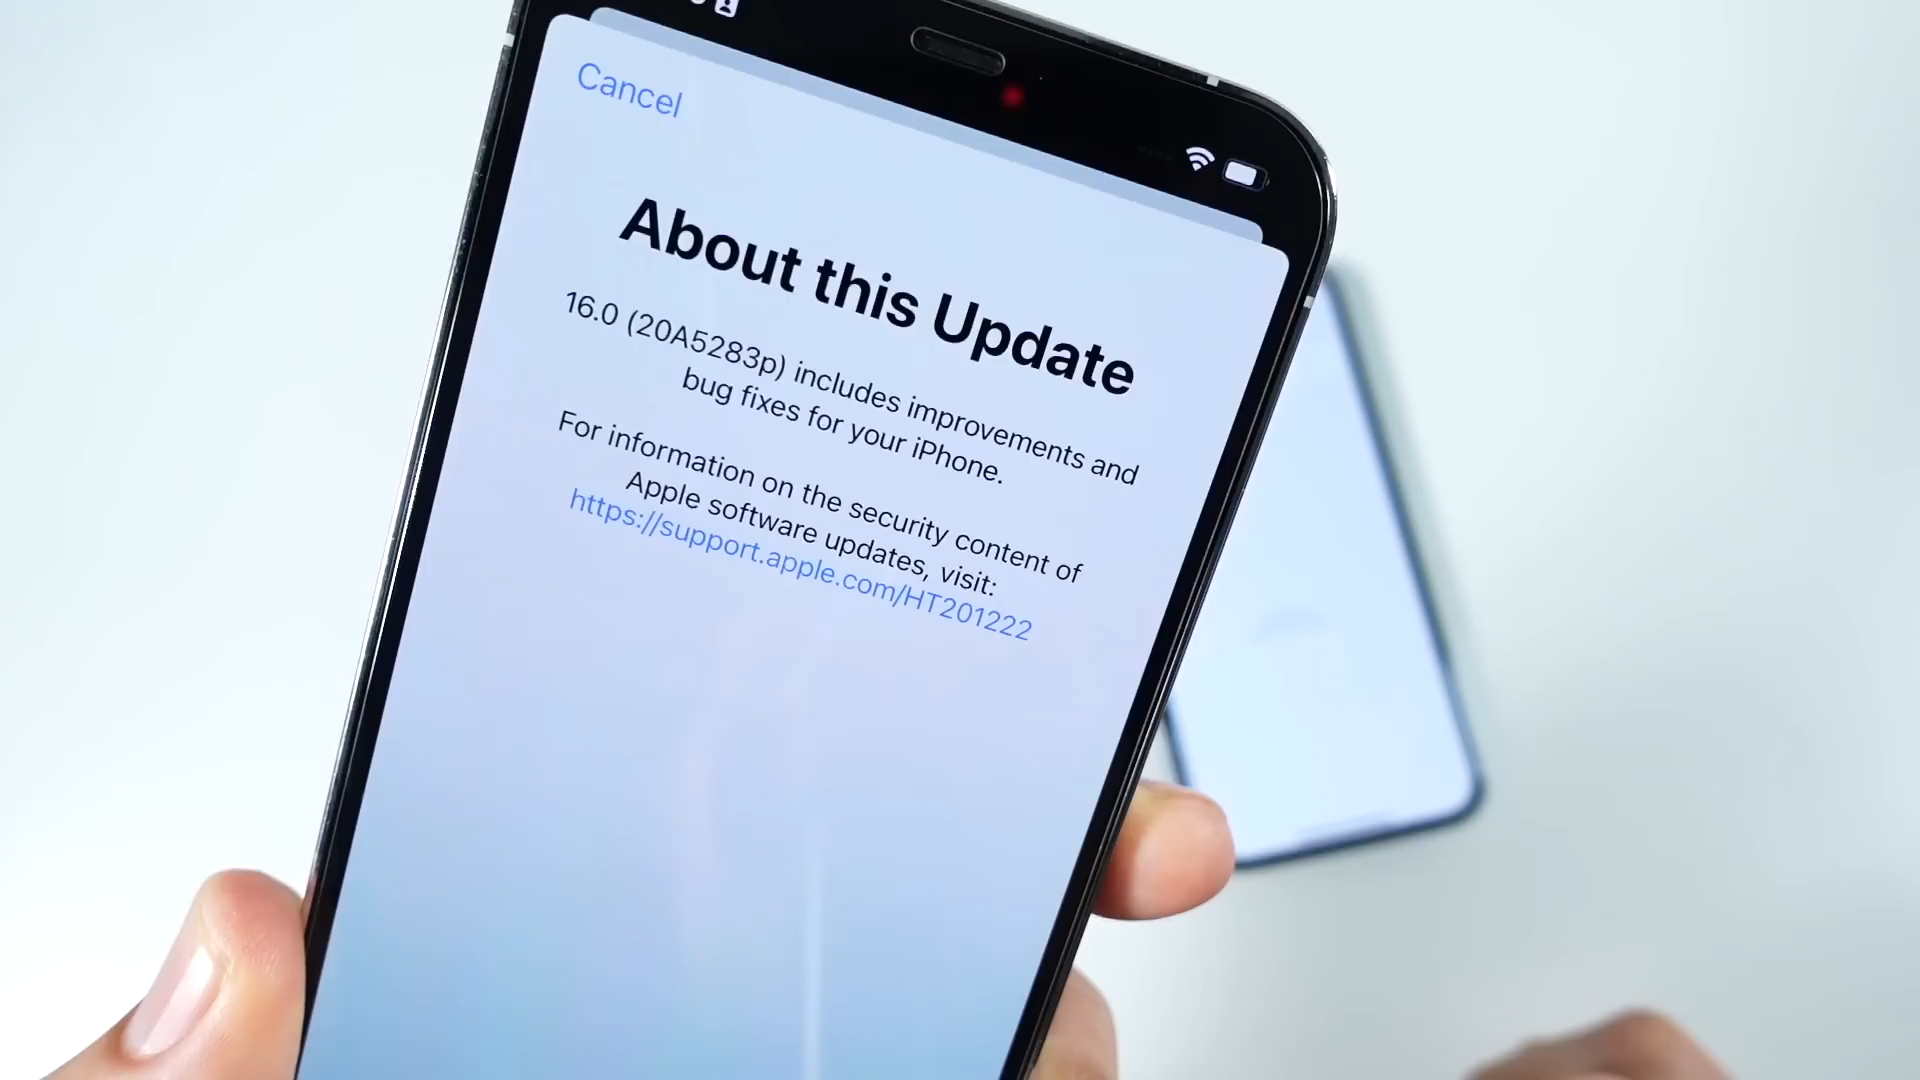 Cancel
About this Update
16.0 (20A5283p) includes improvements and
bug fixes for your iPhone.
For information on the security content of
Apple software updates, visit:
https://support.apple.com/HT201222